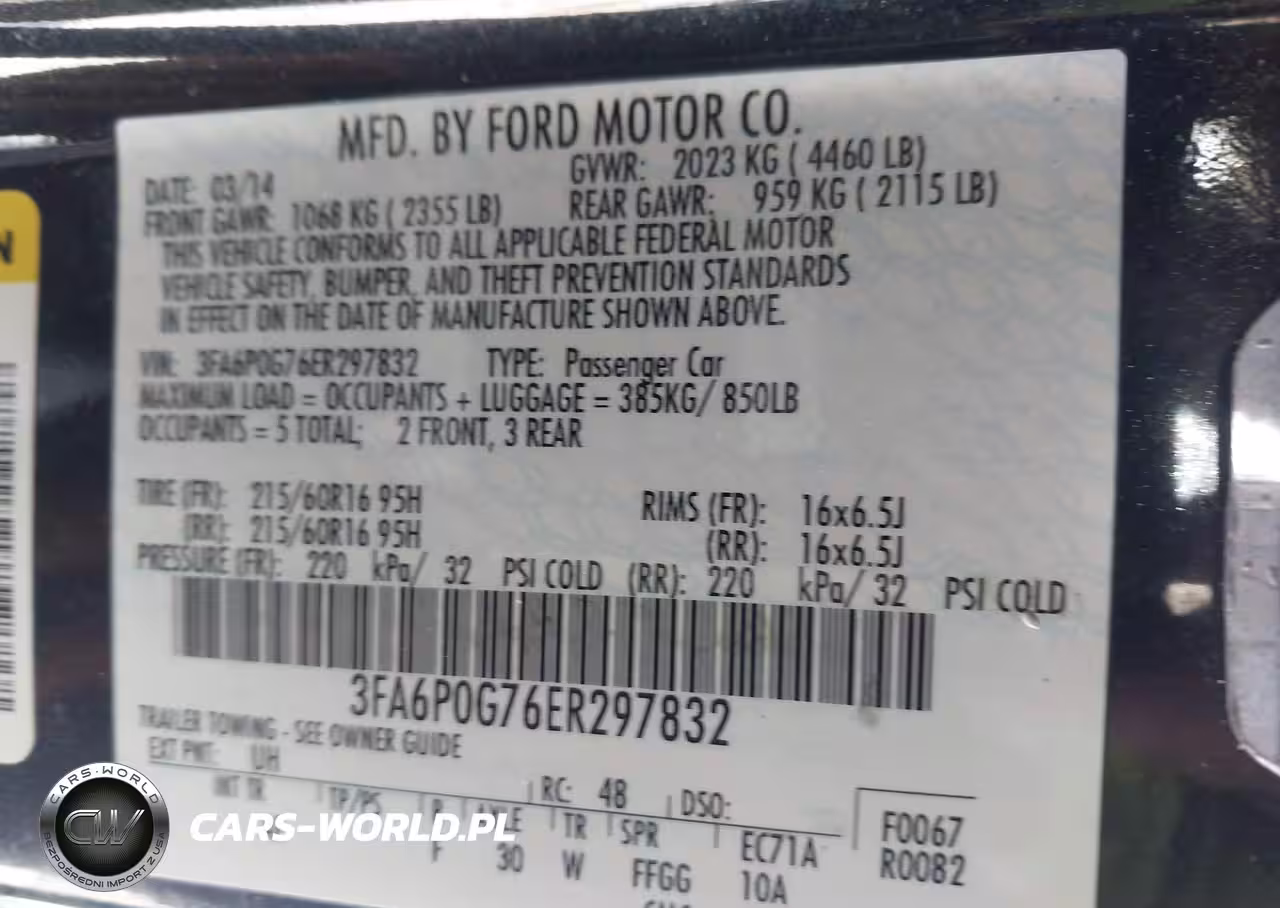 MFD. BY FORD MOTOR CO.
DATE: 03/14
GVWR: 2023 KG ( 4460 LB)
FRONT GAWR: 1068 KG ( 2355 LB)
REAR GAWR: 959 KG ( 2115 LB)
THIS VEHICLE CONFORMS TO ALL APPLICABLE FEDERAL MOTOR
VEHICLE SAFETY, BUMPER, AND THEFT PREVENTION STANDARDS
IN EFFECT ON THE DATE OF MANUFACTURE SHOWN ABOVE.
VIN: 3FA6P0G76ER297832 TYPE: Passenger Car
MAXIMUM LOAD = OCCUPANTS + LUGGAGE = 385KG/ 850LB
OCCUPANTS = 5 TOTAL; 2 FRONT, 3 REAR
TIRE (FR): 215/60R16 95H RIMS (FR): 16x6.5J
(RR): 215/60R16 95H (RR): 16x6.5J
PRESSURE (FR): 220 kPa/ 32 PSI COLD (RR): 220 kPa/ 32 PSI COLD
3FA6P0G76ER297832
TRAILER TOWING - SEE OWNER GUIDE
EXT PNT: UH RC: 48 DSO:
INT TR TP/PS R AXLE TR SPR EC71A F0067
F 30 W FFGG 10A R0082
N
CARS-WORLD
CW
BEZPOŚREDNI IMPORT Z USA
CARS-WORLD.PL